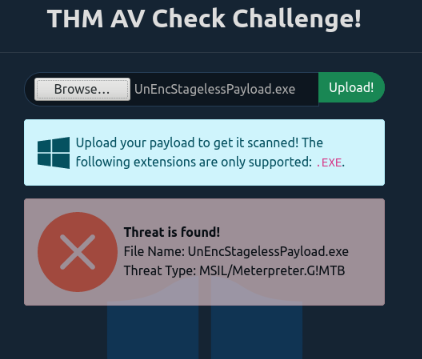 THM AV Check Challenge!
Browse... UnEncStagelessPayload.exe Upload!
Upload your payload to get it scanned! The
following extensions are only supported: .EXE.
Threat is found!
File Name: UnEncStagelessPayload.exe
Threat Type: MSIL/Meterpreter.G!MTB